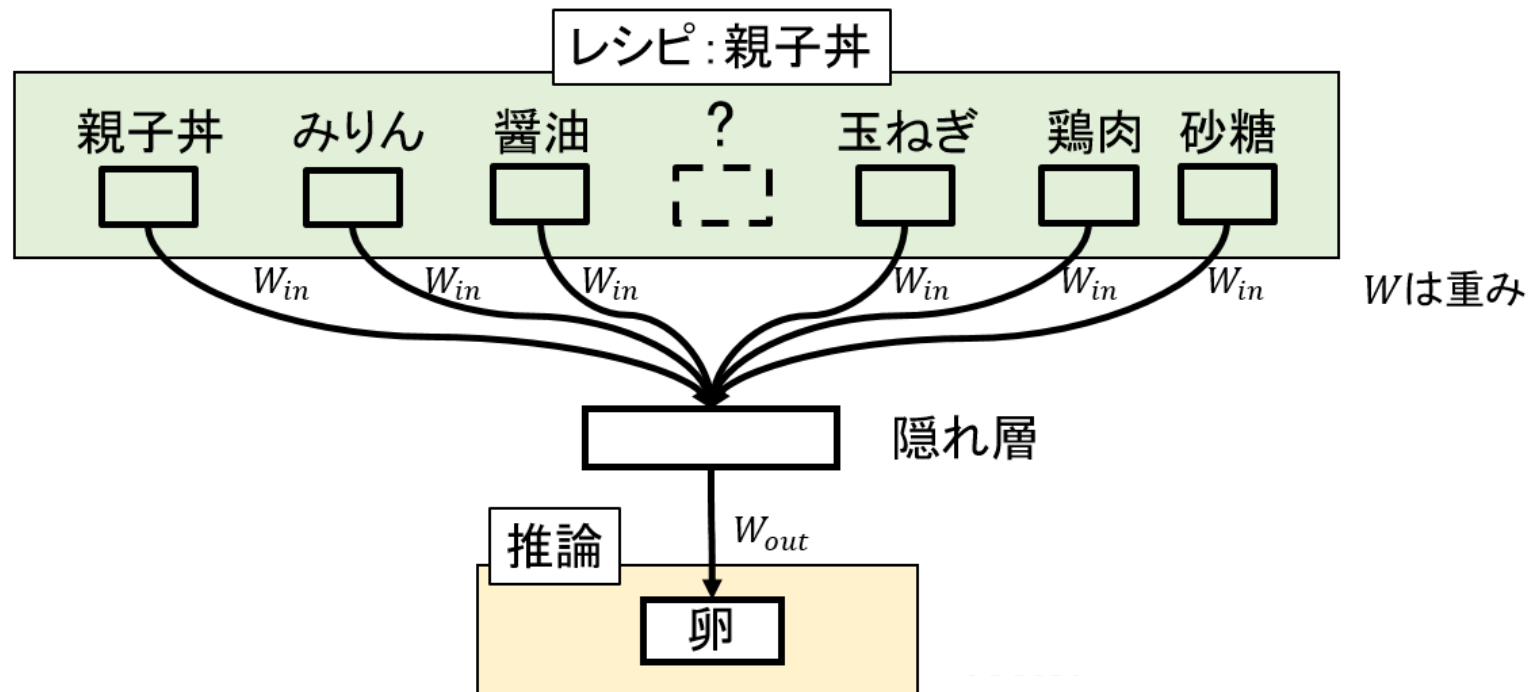 レシピ：親子丼
親子丼 みりん 醤油 ? 玉ねぎ 鶏肉 砂糖
W_in W_in W_in W_in W_in W_in
Wは重み
隠れ層
W_out
推論
卵